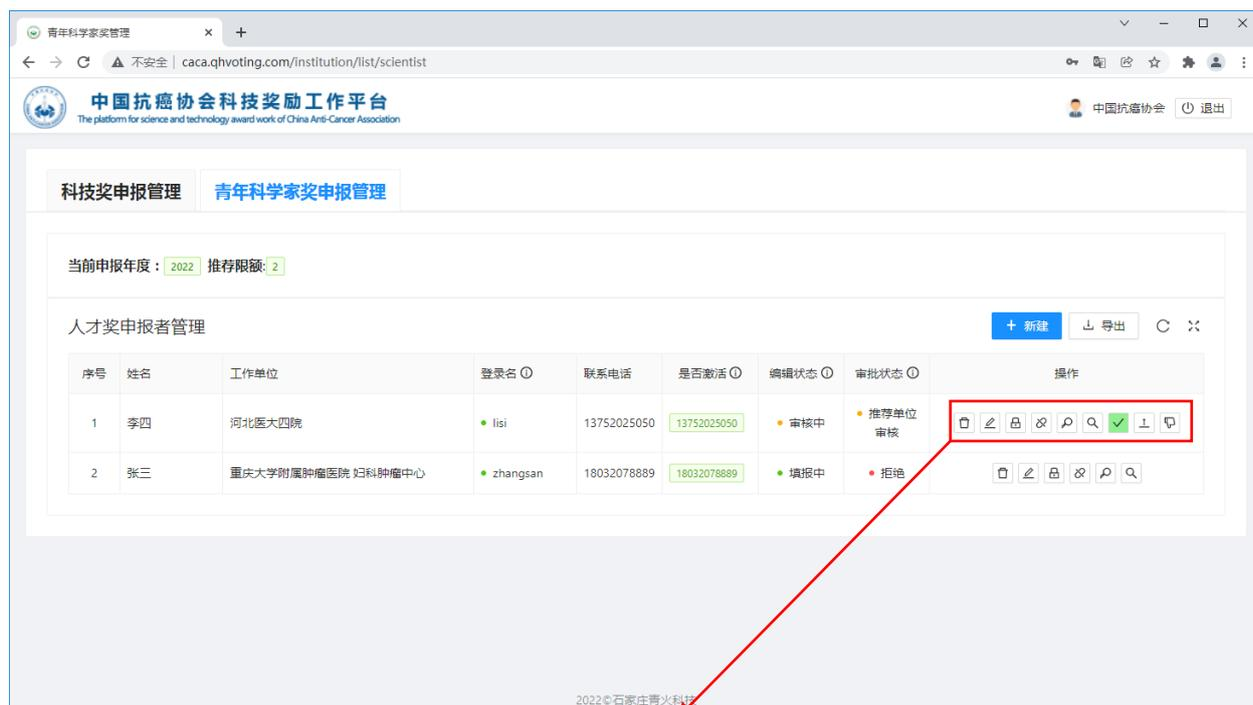 青年科学家奖管理
不安全 | caca.qhvoting.com/institution/list/scientist
中国抗癌协会科技奖励工作平台
The platform for science and technology award work of China Anti-Cancer Association
中国抗癌协会 退出
科技奖申报管理 青年科学家奖申报管理
当前申报年度：2022 推荐限额:2
人才奖申报者管理 + 新建 导出
序号 姓名 工作单位 登录名 联系电话 是否激活 编辑状态 审批状态 操作
1 李四 河北医大四院 lisi 13752025050 13752025050 审核中 推荐单位
审核
2 张三 重庆大学附属肿瘤医院 妇科肿瘤中心 zhangsan 18032078889 18032078889 填报中 拒绝
2022©石家庄青火科技